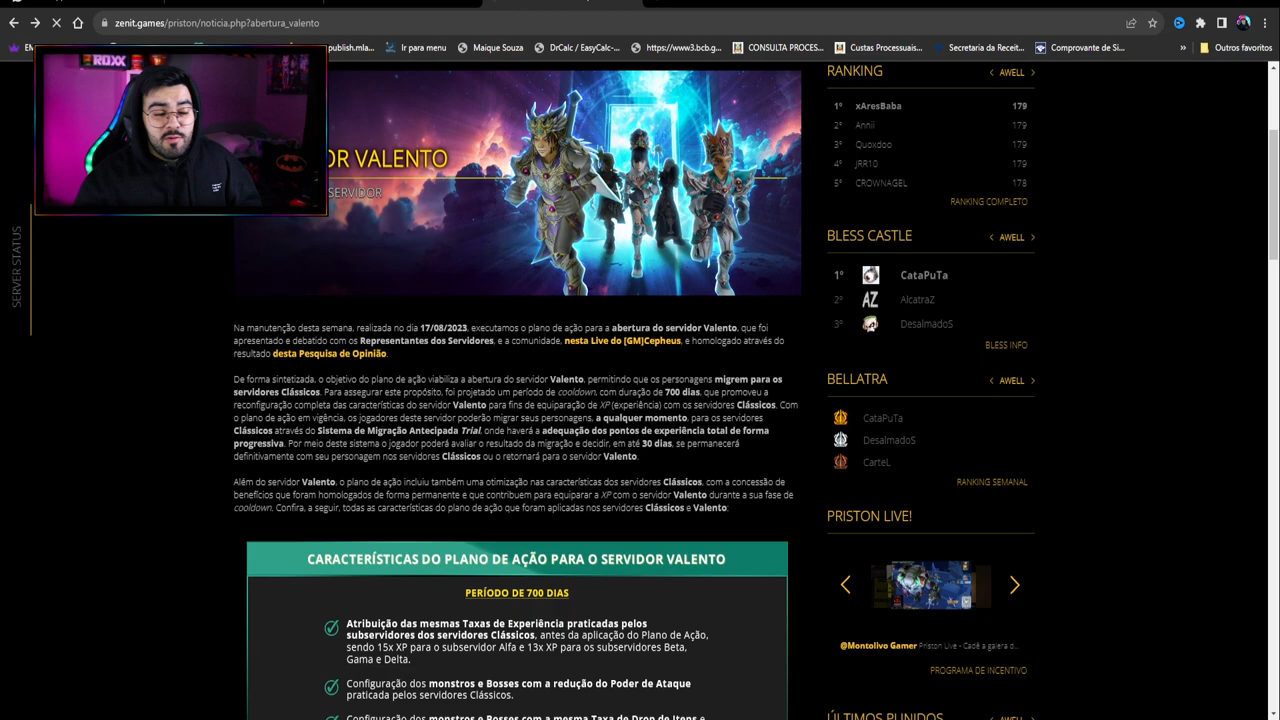 zenit.games/priston/noticia.php?abertura_valento
publish.mla...
Ir para menu
Maique Souza
DrCalc / EasyCalc-...
https://www3.bcb.g...
CONSULTA PROCES...
Custas Processuais...
Secretaria da Receit...
Comprovante de Si...
»
Outros favoritos
ROXX
SERVER STATUS
OR VALENTO
SERVIDOR
Na manutenção desta semana, realizada no dia 17/08/2023, executamos o plano de ação para a abertura do servidor Valento, que foi
apresentado e debatido com os Representantes dos Servidores, e a comunidade, nesta Live do [GM]Cepheus, e homologado através do
resultado desta Pesquisa de Opinião.
De forma sintetizada, o objetivo do plano de ação viabiliza a abertura do servidor Valento, permitindo que os personagens migrem para os
servidores Clássicos. Para assegurar este propósito, foi projetado um período de cooldown, com duração de 700 dias, que promoveu a
reconfiguração completa das características do servidor Valento para fins de equiparação de XP (experiência) com os servidores Clássicos. Com
o plano de ação em vigência, os jogadores deste servidor poderão migrar seus personagens, a qualquer momento, para os servidores
Clássicos através do Sistema de Migração Antecipada Trial, onde haverá a adequação dos pontos de experiência total de forma
progressiva. Por meio deste sistema o jogador poderá avaliar o resultado da migração e decidir, em até 30 dias, se permanecerá
definitivamente com seu personagem nos servidores Clássicos ou o retornará para o servidor Valento.
Além do servidor Valento, o plano de ação incluiu também uma otimização nas características dos servidores Clássicos, com a concessão de
benefícios que foram homologados de forma permanente e que contribuem para equiparar a XP com o servidor Valento durante a sua fase de
cooldown. Confira, a seguir, todas as características do plano de ação que foram aplicadas nos servidores Clássicos e Valento:
CARACTERÍSTICAS DO PLANO DE AÇÃO PARA O SERVIDOR VALENTO
PERÍODO DE 700 DIAS
Atribuição das mesmas Taxas de Experiência praticadas pelos
subservidores dos servidores Clássicos, antes da aplicação do Plano de Ação,
sendo 15x XP para o subservidor Alfa e 13x XP para os subservidores Beta,
Gama e Delta.
Configuração dos monstros e Bosses com a redução do Poder de Ataque
praticada pelos servidores Clássicos.
Configuração dos monstros e Bosses com a mesma Taxa de Drop de Itens e
RANKING
< AWELL >
1º xAresBaba 179
2º Annii 179
3º Quoxdoo 179
4º JRR10 179
5º CROWNAGEL 178
RANKING COMPLETO
BLESS CASTLE
< AWELL >
1º CataPuTa
2º AZ AlcatraZ
3º DesalmadoS
BLESS INFO
BELLATRA
< AWELL >
CataPuTa
DesalmadoS
CarteL
RANKING SEMANAL
PRISTON LIVE!
@Montolivo Gamer Priston Live - Cadê a galera d...
PROGRAMA DE INCENTIVO
ÚLTIMOS PUNIDOS
< AWELL >